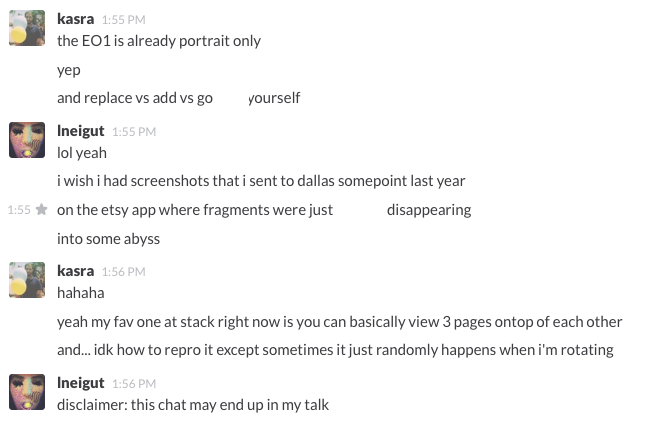 kasra 1:55 PM
the EO1 is already portrait only
yep
and replace vs add vs go yourself
lneigut 1:55 PM
lol yeah
i wish i had screenshots that i sent to dallas somepoint last year
1:55 on the etsy app where fragments were just disappearing
into some abyss
kasra 1:56 PM
hahaha
yeah my fav one at stack right now is you can basically view 3 pages ontop of each other
and... idk how to repro it except sometimes it just randomly happens when i'm rotating
lneigut 1:56 PM
disclaimer: this chat may end up in my talk